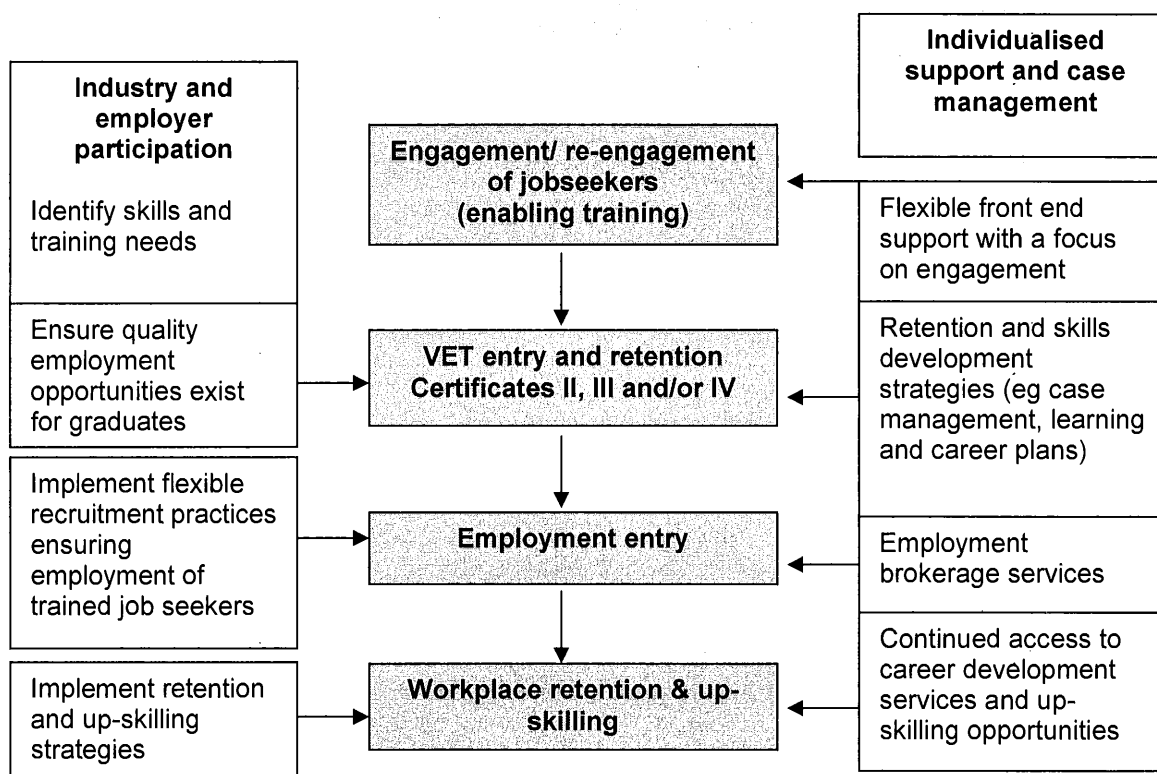 Industry and
employer
participation
Identify skills and
training needs
Ensure quality
employment
opportunities exist
for graduates
Implement flexible
recruitment practices
ensuring
employment of
trained job seekers
Implement retention
and up-skilling
strategies
Engagement/ re-engagement
of jobseekers
(enabling training)
VET entry and retention
Certificates II, III and/or IV
Employment entry
Workplace retention & up-
skilling
Individualised
support and case
management
Flexible front end
support with a focus
on engagement
Retention and skills
development
strategies (eg case
management, learning
and career plans)
Employment
brokerage services
Continued access to
career development
services and up-
skilling opportunities